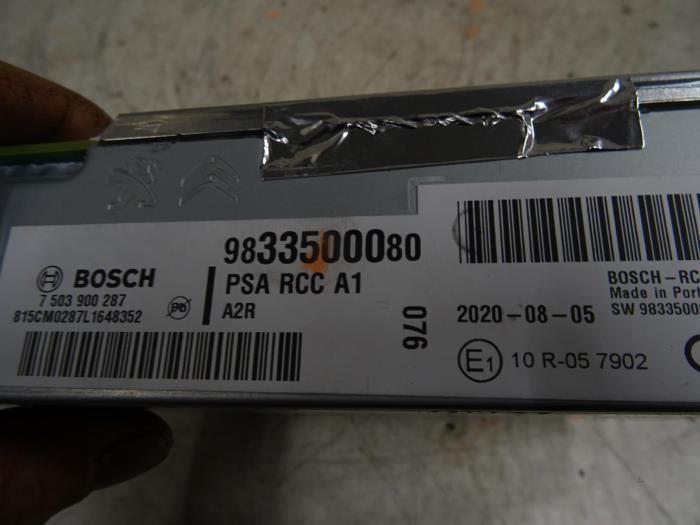 9833500080
BOSCH
PSA RCC A1
7 503 900 287
815CM0287L1648352
A2R
076
BOSCH-RC
Made in Port
2020-08-05
SW 9833500
E1 10 R-05 7902